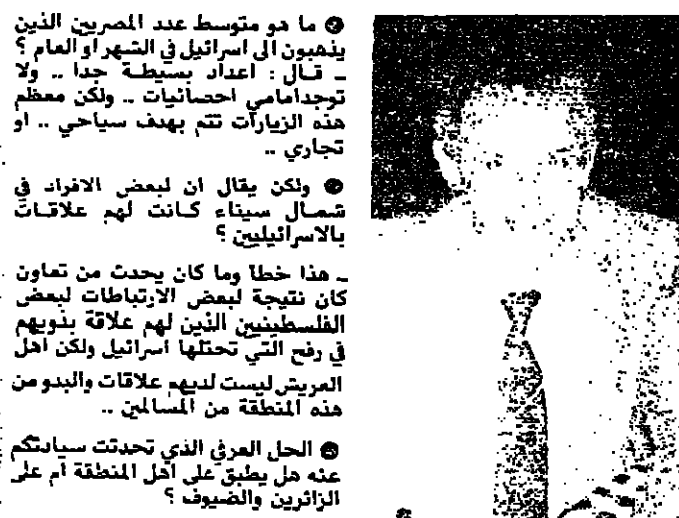 ● ما هو متوسط عدد المصريين الذين
يذهبون الى اسرائيل في الشهر او العام ؟
ـ قال : اعداد بسيطة جدا .. ولا
توجد امامي احصائيات .. ولكن معظم
هذه الزيارات تتم بهدف سياحي .. او
تجاري ..
● ولكن يقال ان لبعض الافراد في
شمال سيناء كانت لهم علاقات
بالاسرائيليين ؟
ـ هذا خطا وما كان يحدث من تعاون
كان نتيجة لبعض الارتباطات لبعض
الفلسطينيين الذين لهم علاقة بذويهم
في رفح التي تحتلها اسرائيل ولكن اهل
العريش ليست لديهم علاقات والبدو من
هذه المنطقة من المسالمين ..
● الحل العرفي الذي تحدثت سيادتكم
عنه هل يطبق على اهل المنطقة ام على
الزائرين والضيوف ؟